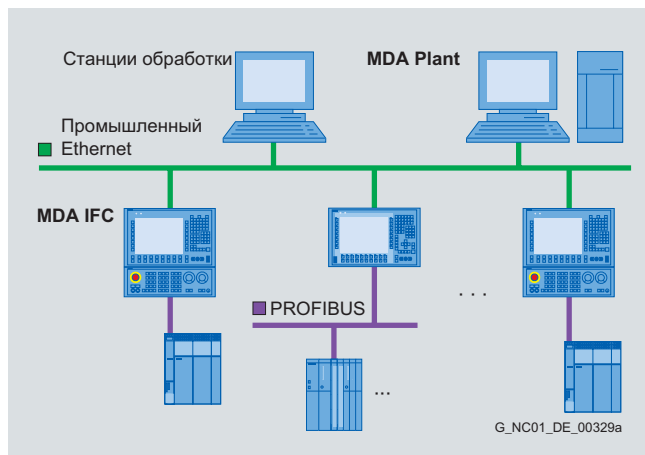 Станции обработки
MDA Plant
Промышленный
Ethernet
MDA IFC
PROFIBUS
. . .
...
G_NC01_DE_00329a